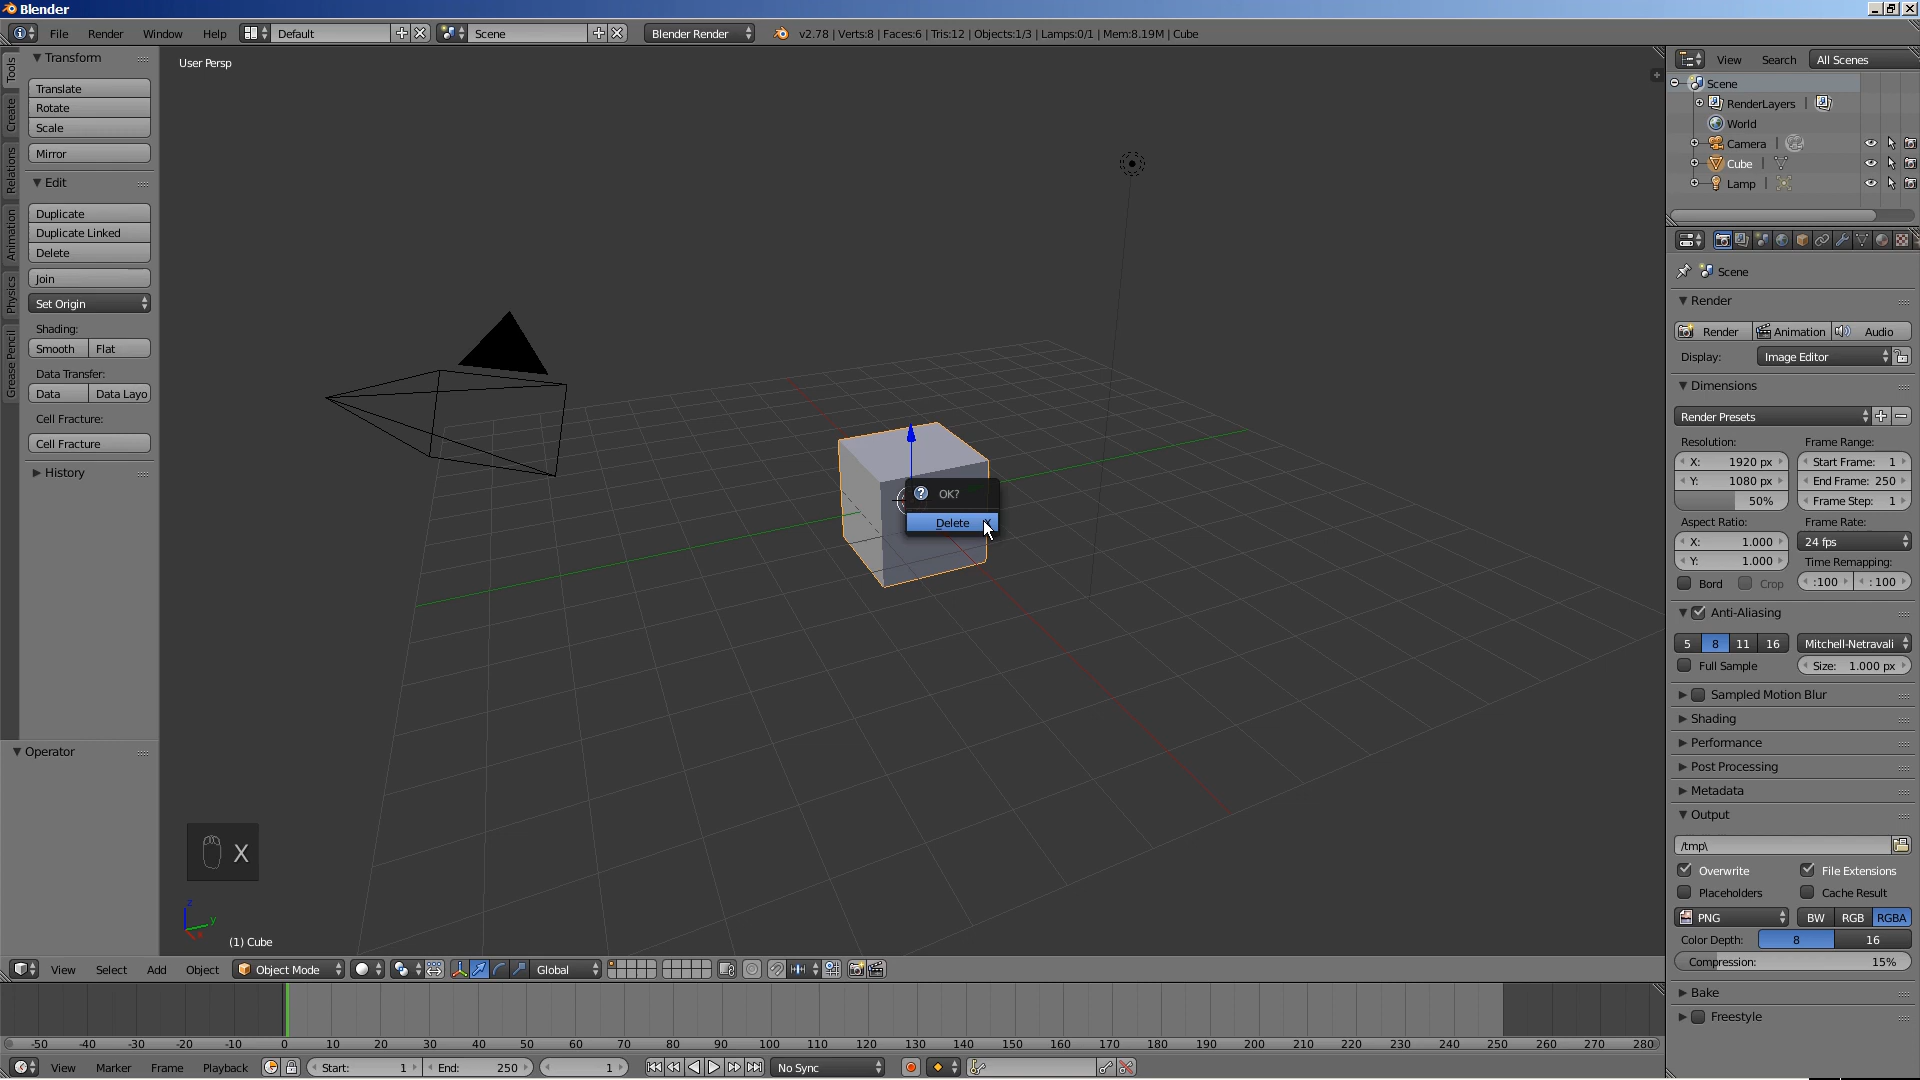 Blender
File Render Window Help Default Scene Blender Render v2.78 | Verts:8 | Faces:6 | Tris:12 | Objects:1/3 | Lamps:0/1 | Mem:8.19M | Cube
Tools
Create
Relations
Animation
Physics
Grease Pencil
Transform
Translate
Rotate
Scale
Mirror
Edit
Duplicate
Duplicate Linked
Delete
Join
Set Origin
Shading:
Smooth Flat
Data Transfer:
Data Data Layo
Cell Fracture:
Cell Fracture
History
Operator
User Persp
OK?
Delete
X
z
y
(1) Cube
View Select Add Object Object Mode Global
-50 -40 -30 -20 -10 0 10 20 30 40 50 60 70 80 90 100 110 120 130 140 150 160 170 180 190 200 210 220 230 240 250 260 270 280
View Marker Frame Playback Start: 1 End: 250 1 No Sync
View Search All Scenes
Scene
RenderLayers |
World
Camera |
Cube |
Lamp |
Scene
Render
Render Animation Audio
Display: Image Editor
Dimensions
Render Presets
Resolution: Frame Range:
X: 1920 px Start Frame: 1
Y: 1080 px End Frame: 250
50% Frame Step: 1
Aspect Ratio: Frame Rate:
X: 1.000 24 fps
Y: 1.000 Time Remapping:
Bord Crop :100 : 100
Anti-Aliasing
5 8 11 16 Mitchell-Netravali
Full Sample Size: 1.000 px
Sampled Motion Blur
Shading
Performance
Post Processing
Metadata
Output
/tmp\
Overwrite File Extensions
Placeholders Cache Result
PNG BW RGB RGBA
Color Depth: 8 16
Compression: 15%
Bake
Freestyle